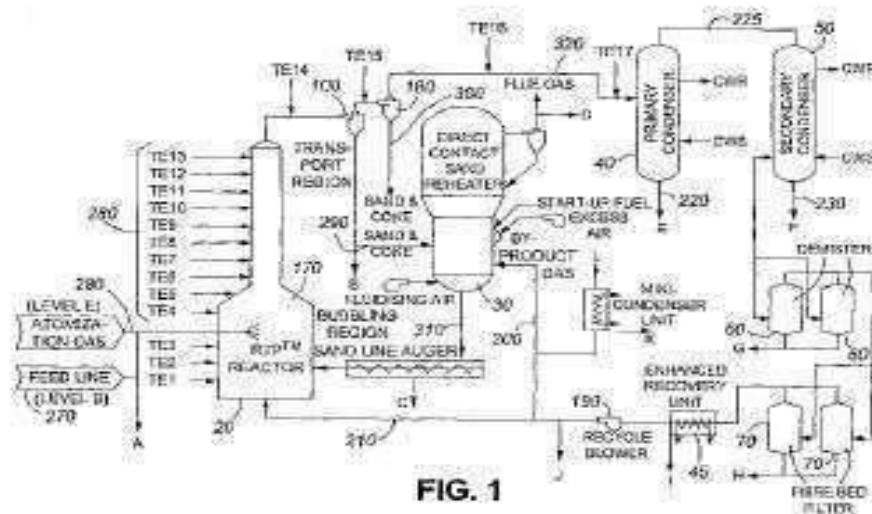 TE16
320
225
50
TE14
TE15
TE17
100
180
FLUE GAS
CWR
CWR
380
D
PRIMARY
CONDENSER
SECONDARY
CONDENSER
TE13
TE12
TE11
TE10
TE9
TE8
TE7
TE6
TE5
TE4
280
TRANS-
PORT
REGION
DIRECT
CONTACT
SAND
REHEATER
40
CWS
CWS
SAND &
COKE
START-UP FUEL
220
230
290
SAND &
COKE
EXCESS
AIR
E
F
BY-
PRODUCT
GAS
DEMISTER
170
B
30
FLUIDISING AIR
MINI-
CONDENSER
UNIT
(LEVEL E)
ATOMIZA-
TION GAS
BUBBLING
REGION
310
200
K
60
60
G
TE3
TE2
TE1
RTP™
REACTOR
SAND LINE AUGER
FEED LINE
(LEVEL B)
270
ENHANCED
RECOVERY
UNIT
C
190
20
210
RECYCLE
BLOWER
45
70
70
A
J
H
FIBRE BED
FILTER
FIG. 1